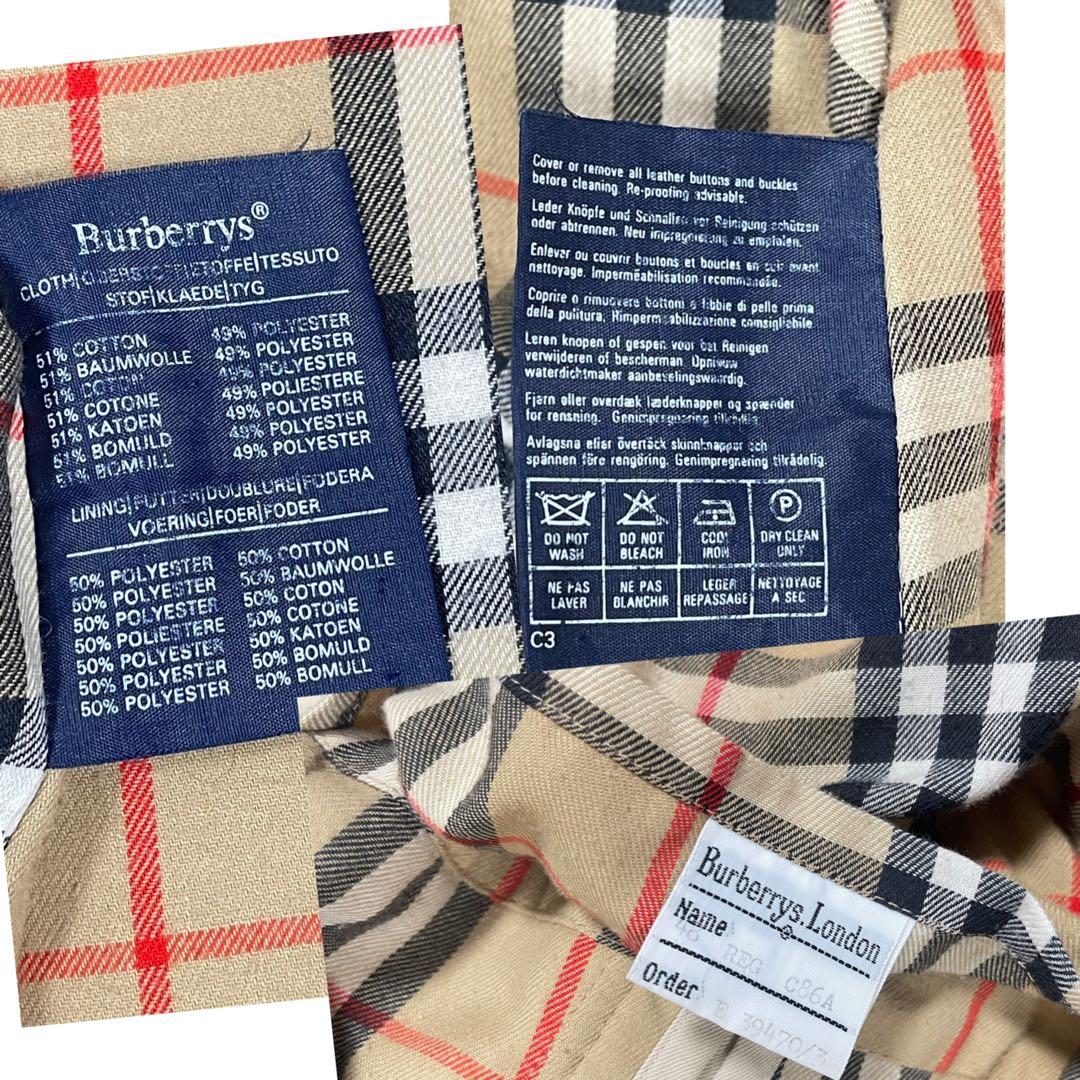 Burberrys®
CLOTH|OBERSTOFF|ETOFFE|TESSUTO
STOF|KLAEDE|TYG
51% COTTON 49% POLYESTER
51% BAUMWOLLE 49% POLYESTER
51% COTON 49% POLYESTER
51% COTONE 49% POLIESTERE
51% KATOEN 49% POLYESTER
51% BOMULD 49% POLYESTER
51% BOMULL 49% POLYESTER
LINING|FUTTER|DOUBLURE|FODERA
VOERING|FOER|FODER
50% POLYESTER 50% COTTON
50% POLYESTER 50% BAUMWOLLE
50% POLYESTER 50% COTON
50% POLIESTERE 50% COTONE
50% POLYESTER 50% KATOEN
50% POLYESTER 50% BOMULD
50% POLYESTER 50% BOMULL
Cover or remove all leather buttons and buckles
before cleaning. Re-proofing advisable.
Leder Knöpfe und Schnallen vor Reinigung schützen
oder abtrennen. Neu impregnierung zu empfolen.
Enlever ou couvrir boutons et boucles en cuir avant
nettoyage. Imperméabilisation recommandée.
Coprire o rimuovere bottoni e fibbie di pelle prima
della pulitura. Rimpermeabilizzazione consigliabile.
Leren knopen of gespen voor het Reinigen
verwijderen of bescherman. Opnieuw
waterdichtmaker aanbevelingswaardig.
Fjern eller overdæk læderknapper og spænder
for rensning. Genimpregnering tilrådlig.
Avlagsna eller övertäck skinnknappar och
spännen före rengöring. Genimpregnering tilrådelig.
DO NOT WASH
DO NOT BLEACH
COOL IRON
P
DRY CLEAN ONLY
NE PAS LAVER
NE PAS BLANCHIR
LEGER REPASSAGE
NETTOYAGE A SEC
C3
Burberrys.London
Name
46 REG C86A
Order E 39470/3